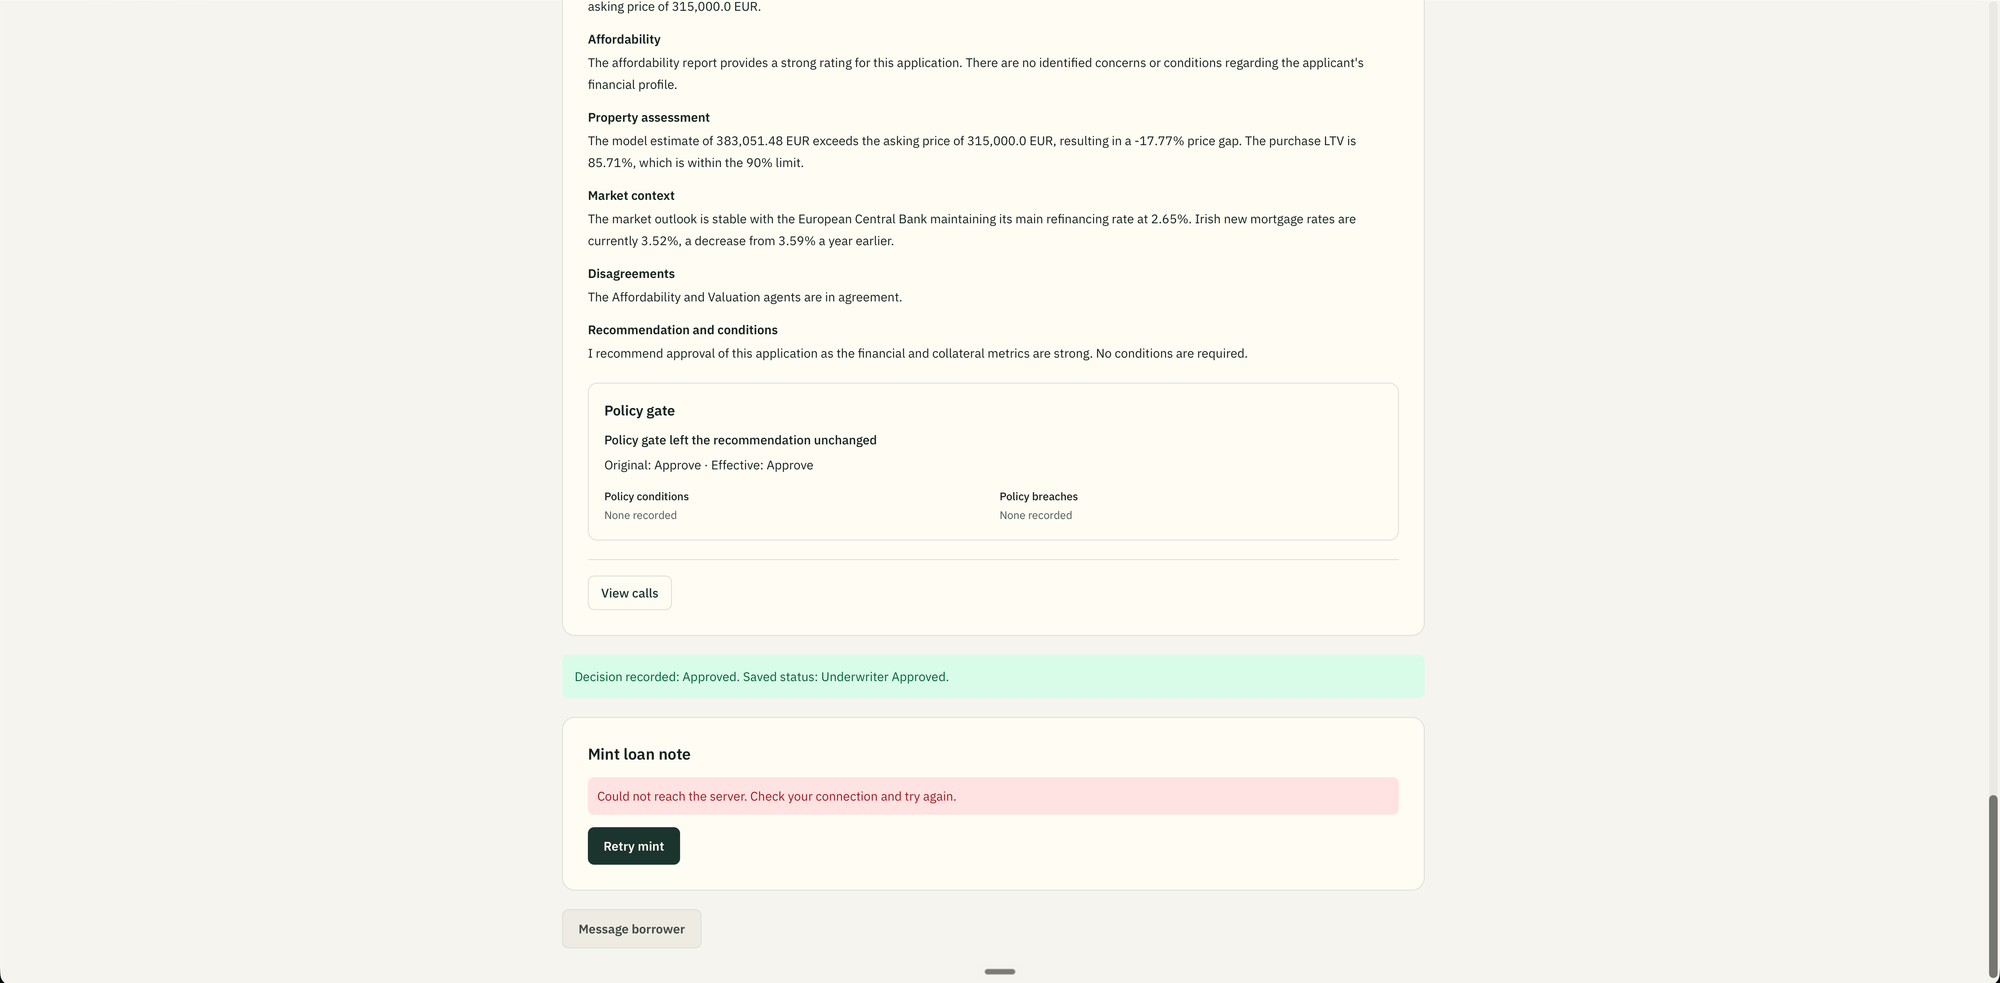 asking price of 315,000.0 EUR.
Affordability
The affordability report provides a strong rating for this application. There are no identified concerns or conditions regarding the applicant's
financial profile.
Property assessment
The model estimate of 383,051.48 EUR exceeds the asking price of 315,000.0 EUR, resulting in a -17.77% price gap. The purchase LTV is
85.71%, which is within the 90% limit.
Market context
The market outlook is stable with the European Central Bank maintaining its main refinancing rate at 2.65%. Irish new mortgage rates are
currently 3.52%, a decrease from 3.59% a year earlier.
Disagreements
The Affordability and Valuation agents are in agreement.
Recommendation and conditions
I recommend approval of this application as the financial and collateral metrics are strong. No conditions are required.
Policy gate
Policy gate left the recommendation unchanged
Original: Approve · Effective: Approve
Policy conditions
None recorded
Policy breaches
None recorded
View calls
Decision recorded: Approved. Saved status: Underwriter Approved.
Mint loan note
Could not reach the server. Check your connection and try again.
Retry mint
Message borrower